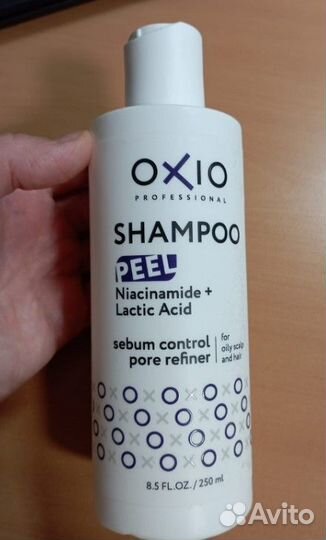 OXIO
PROFESSIONAL
SHAMPOO
PEEL
Niacinamide +
Lactic Acid
sebum control
pore refiner
for
oily scalp
and hair
8.5 FL.OZ./250 ml
Avito